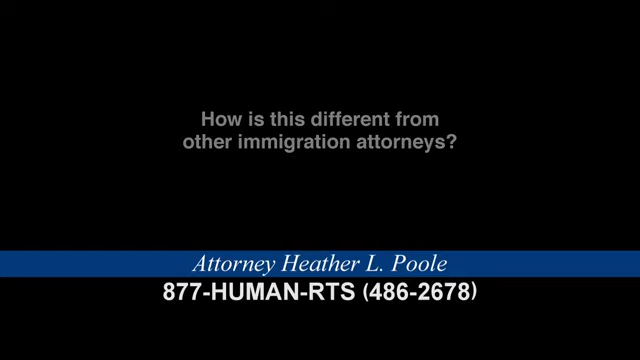 How is this different from
other immigration attorneys?
Attorney Heather L. Poole
877-HUMAN-RTS (486-2678)